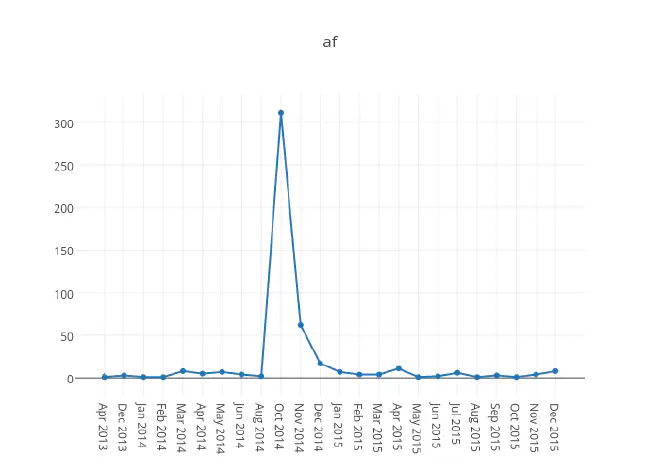 af
300
250
200
150
100
50
0
Apr 2013
Dec 2013
Jan 2014
Feb 2014
Mar 2014
Apr 2014
May 2014
Jun 2014
Aug 2014
Oct 2014
Nov 2014
Dec 2014
Jan 2015
Feb 2015
Mar 2015
Apr 2015
May 2015
Jun 2015
Jul 2015
Aug 2015
Sep 2015
Oct 2015
Nov 2015
Dec 2015